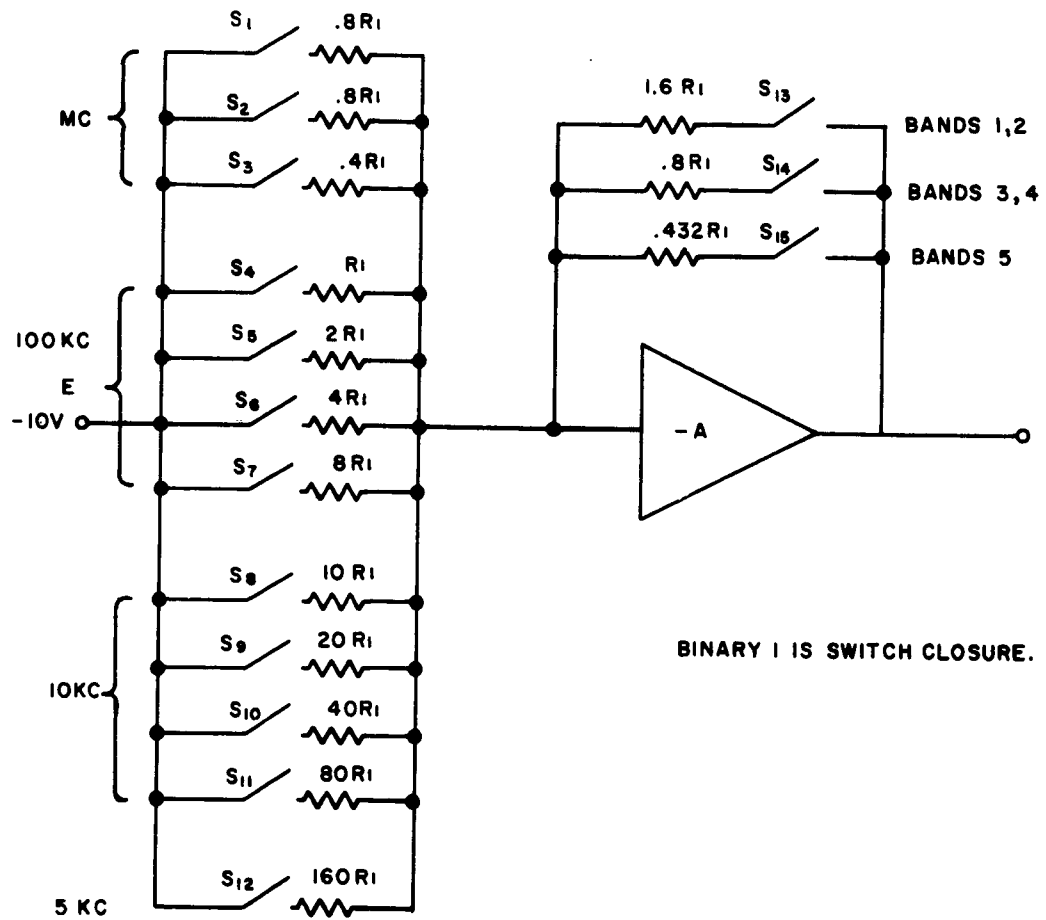 S1 .8R1
MC
S2 .8R1
S3 .4R1
1.6 R1 S13 BANDS 1,2
.8R1 S14 BANDS 3,4
.432R1 S15 BANDS 5
S4 R1
100KC
S5 2R1
E
-10V
S6 4R1
-A
S7 8R1
S8 10R1
S9 20R1
10KC
S10 40R1
S11 80R1
BINARY 1 IS SWITCH CLOSURE.
S12 160R1
5 KC